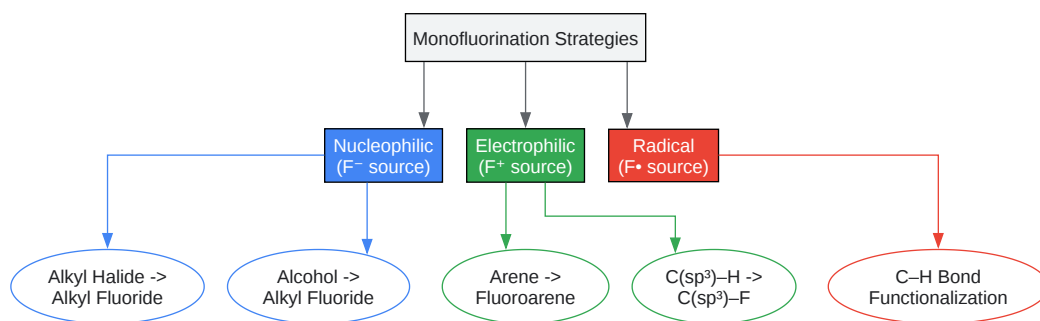 Monofluorination Strategies
Nucleophilic
(F⁻ source)
Electrophilic
(F⁺ source)
Radical
(F• source)
Alkyl Halide ->
Alkyl Fluoride
Alcohol ->
Alkyl Fluoride
Arene ->
Fluoroarene
C(sp³)–H ->
C(sp³)–F
C–H Bond
Functionalization